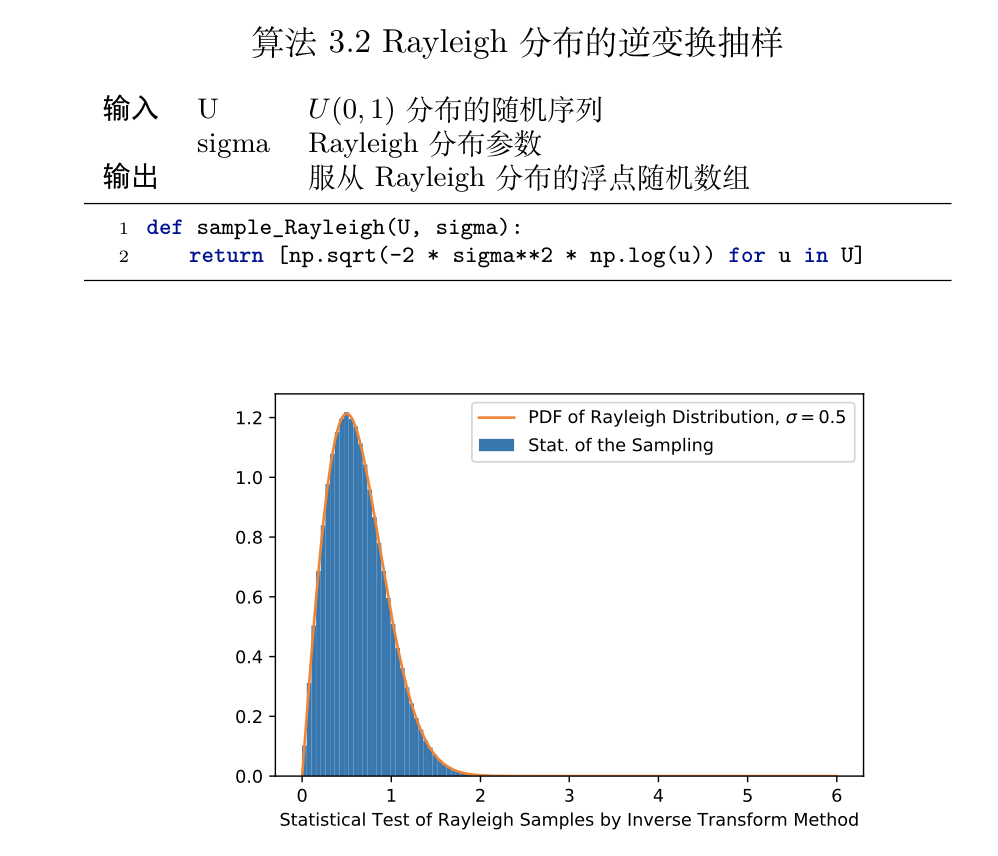 算法 3.2 Rayleigh 分布的逆变换抽样
输入 U U(0, 1) 分布的随机序列
sigma Rayleigh 分布参数
输出 服从 Rayleigh 分布的浮点随机数组
1 def sample_Rayleigh(U, sigma):
2 return [np.sqrt(-2 * sigma**2 * np.log(u)) for u in U]
PDF of Rayleigh Distribution, σ = 0.5
Stat. of the Sampling
1.2
1.0
0.8
0.6
0.4
0.2
0.0
0 1 2 3 4 5 6
Statistical Test of Rayleigh Samples by Inverse Transform Method